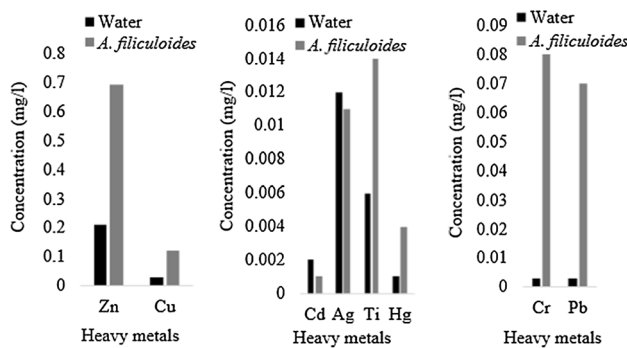 Water
A. filiculoides
Concentration (mg/l)
0.8
0.7
0.6
0.5
0.4
0.3
0.2
0.1
0
Zn Cu
Heavy metals
Water
A. filiculoides
Concentration (mg/l)
0.016
0.014
0.012
0.01
0.008
0.006
0.004
0.002
0
Cd Ag Ti Hg
Heavy metals
Water
A. filiculoides
Concentration (mg/l)
0.09
0.08
0.07
0.06
0.05
0.04
0.03
0.02
0.01
0
Cr Pb
Heavy metals